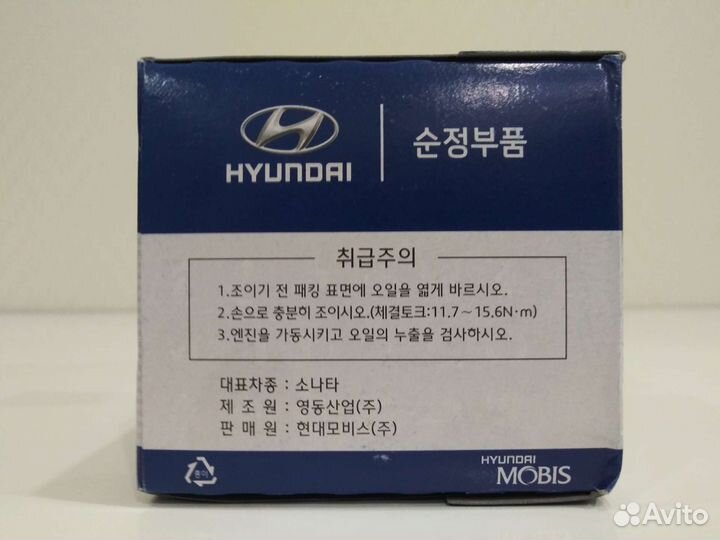 HYUNDAI
순정부품
취급주의
1.조이기 전 패킹 표면에 오일을 엷게 바르시오.
2.손으로 충분히 조이시오.(체결토크:11.7~15.6N·m)
3.엔진을 가동시키고 오일의 누출을 검사하시오.
대표차종 : 소나타
제 조 원 : 영동산업(주)
판 매 원 : 현대모비스(주)
종이
HYUNDAI
MOBIS
Avito